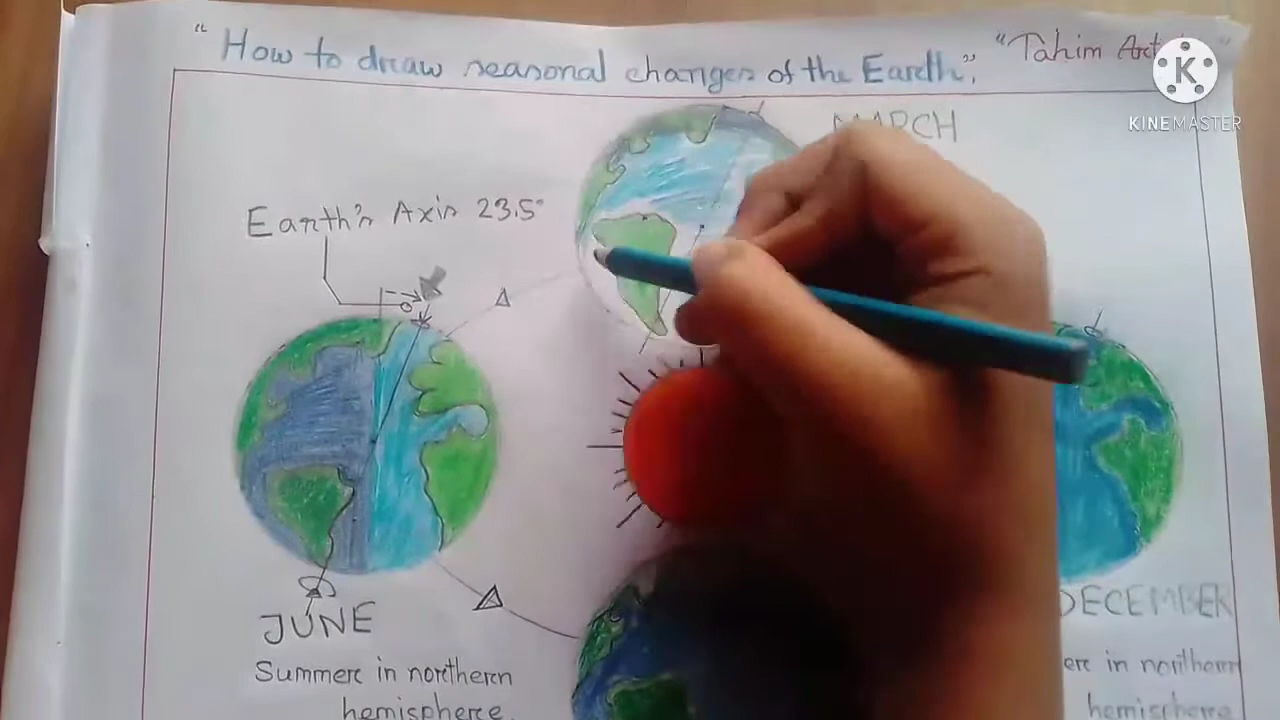 "How to draw seasonal changes of the Earth".
"Tahim
KINEMASTER
MARCH
Earth's Axis 23.5°
JUNE
Summer in northern
hemisphere.
DECEMBER
in northern
hemisphere